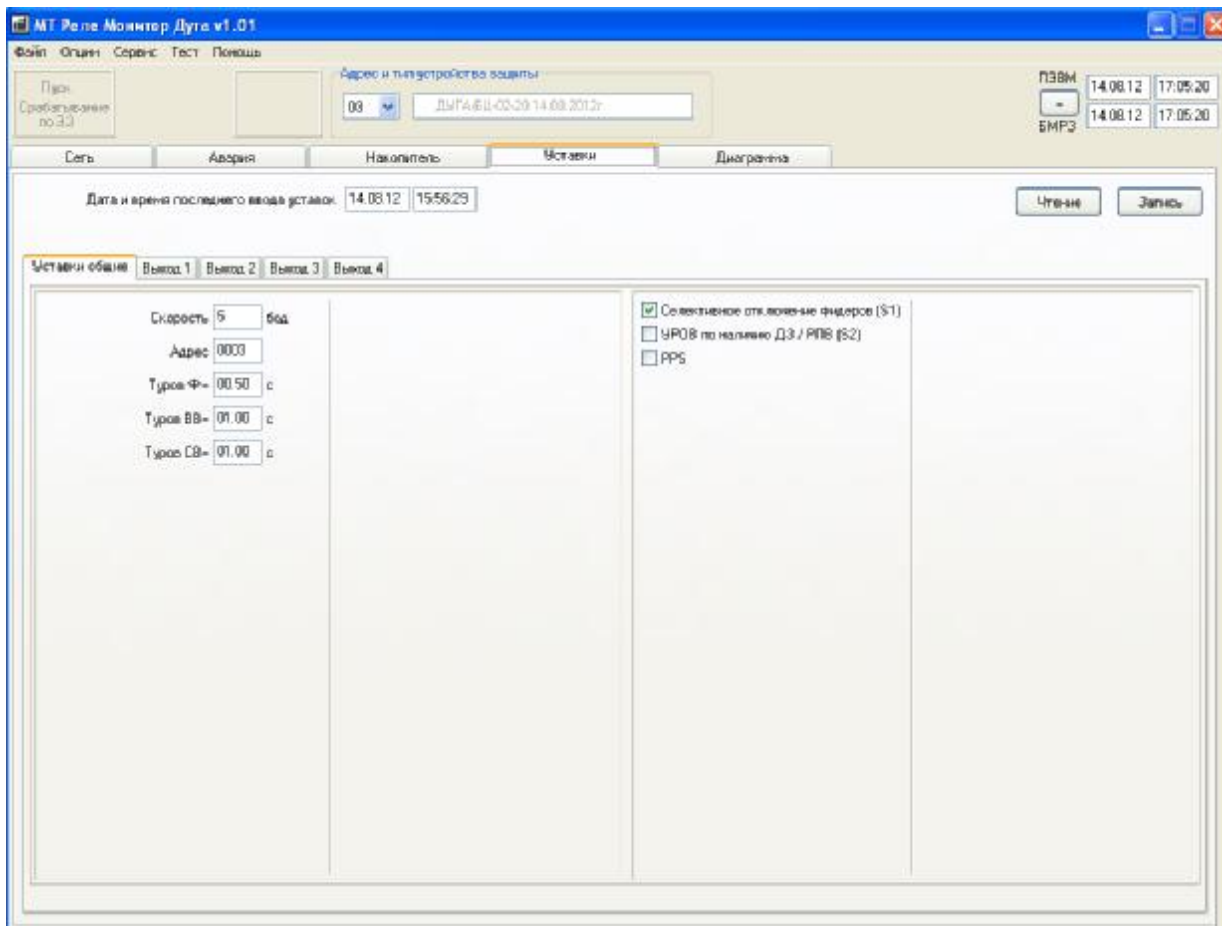 МТ Реле Монитор Дуга v1.01
Файл Опции Сервис Тест Помощь
Пуск
Срабатывание
по ЭЭ
Адрес и тип устройства защиты
03
ДУГА-БЦ-02-20 14.08.2012г.
ПЭВМ
14.08.12 17:05:20
=
БМРЗ
14.08.12 17:05:20
Сеть Авария Накопитель Уставки Диаграмма
Дата и время последнего ввода уставок 14.08.12 15:56:29
Чтение Запись
Уставки общие Выход 1 Выход 2 Выход 3 Выход 4
Скорость 5 бод
Адрес 0003
Туров Ф= 00.50 с
Туров ВВ= 01.00 с
Туров СВ= 01.00 с
Селективное отключение фидеров (S1)
УРОВ по наличию ДЗ / РПВ (S2)
PPS